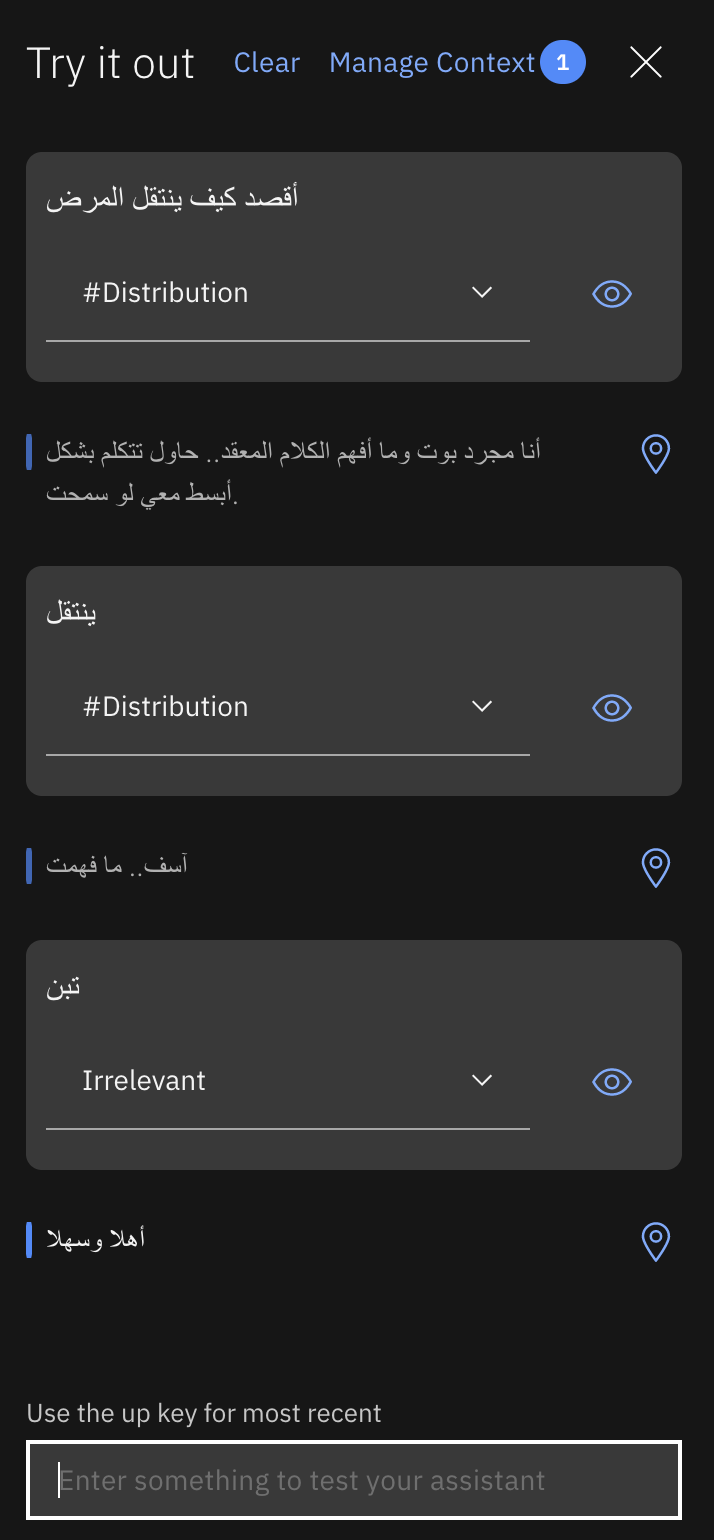 Try it out Clear Manage Context 1
أقصد كيف ينتقل المرض
#Distribution
أنا مجرد بوت وما أفهم الكلام المعقد.. حاول تتكلم بشكل
أبسط معي لو سمحت.
ينتقل
#Distribution
آسف.. ما فهمت
تبن
Irrelevant
أهلا وسهلا
Use the up key for most recent
Enter something to test your assistant